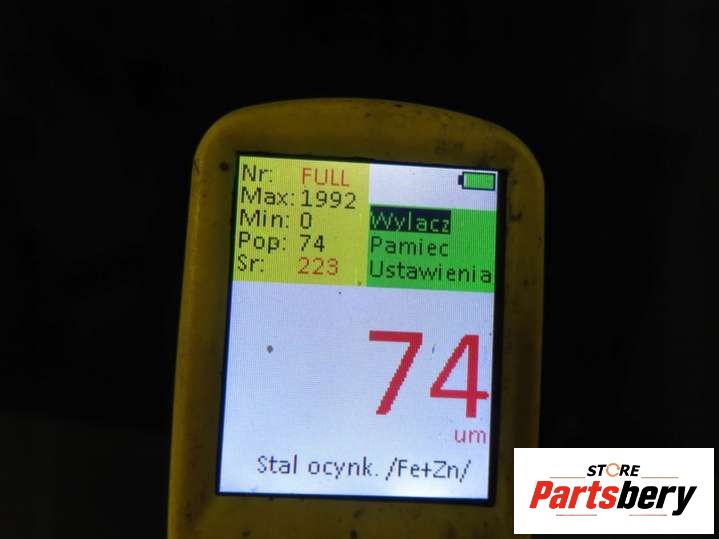 Nr: FULL
Max: 1992
Min: 0
Pop: 74
Sr: 223
Wylacz
Pamiec
Ustawienia
74
um
Stal ocynk. /Fe+Zn/
STORE
Partsbery